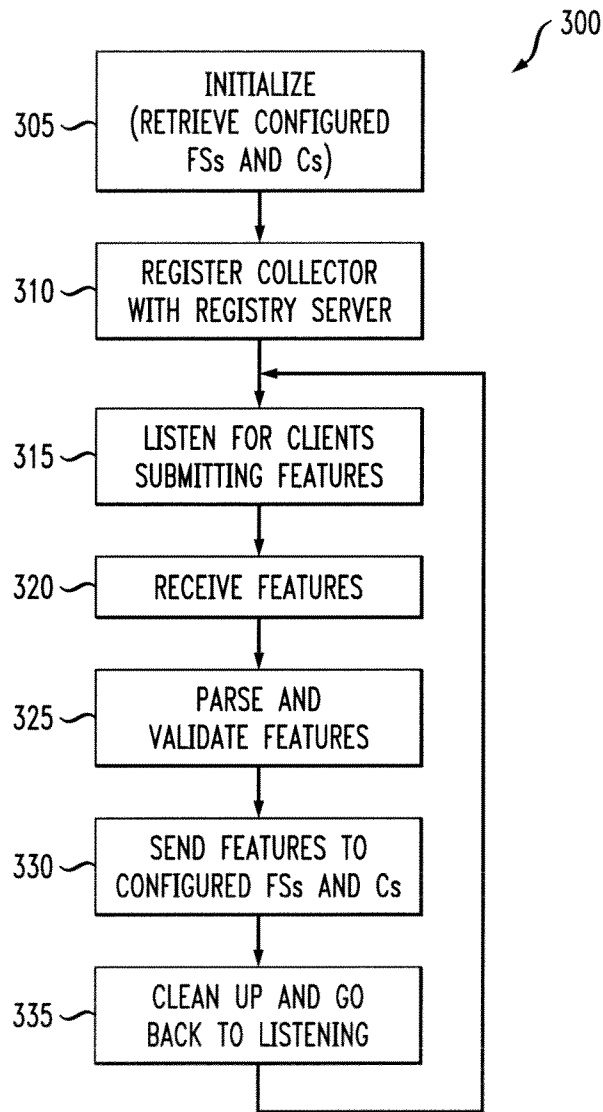 300
305
INITIALIZE
(RETRIEVE CONFIGURED
FSs AND Cs)
310
REGISTER COLLECTOR
WITH REGISTRY SERVER
315
LISTEN FOR CLIENTS
SUBMITTING FEATURES
320
RECEIVE FEATURES
325
PARSE AND
VALIDATE FEATURES
330
SEND FEATURES TO
CONFIGURED FSs AND Cs
335
CLEAN UP AND GO
BACK TO LISTENING